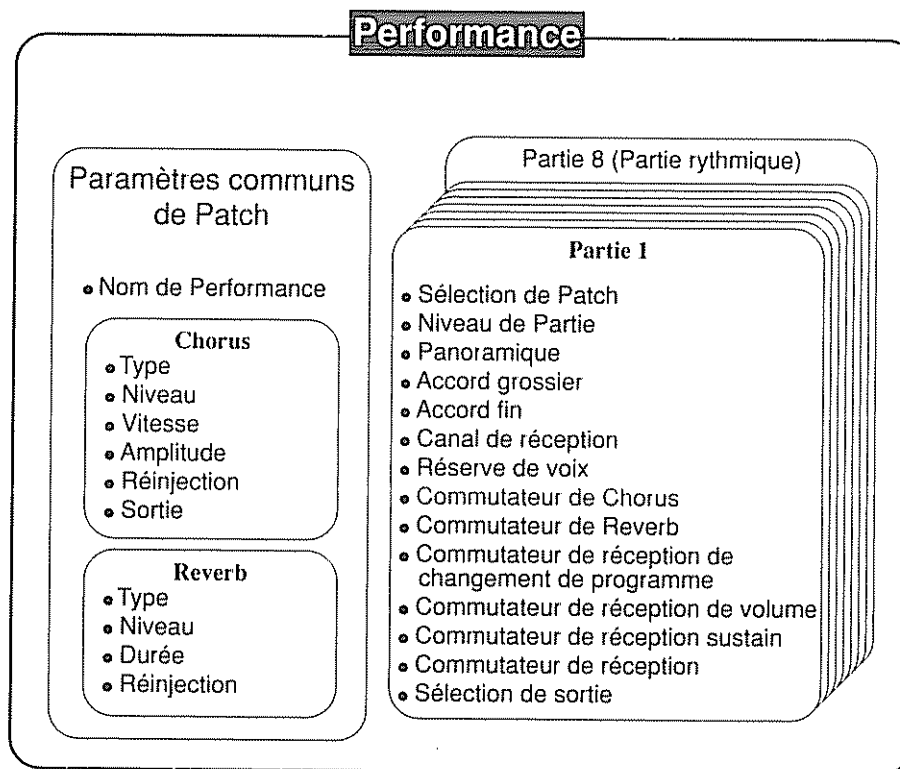 Performance
Paramètres communs
de Patch
• Nom de Performance
Chorus
• Type
• Niveau
• Vitesse
• Amplitude
• Réinjection
• Sortie
Reverb
• Type
• Niveau
• Durée
• Réinjection
Partie 8 (Partie rythmique)
Partie 1
• Sélection de Patch
• Niveau de Partie
• Panoramique
• Accord grossier
• Accord fin
• Canal de réception
• Réserve de voix
• Commutateur de Chorus
• Commutateur de Reverb
• Commutateur de réception de
changement de programme
• Commutateur de réception de volume
• Commutateur de réception sustain
• Commutateur de réception
• Sélection de sortie